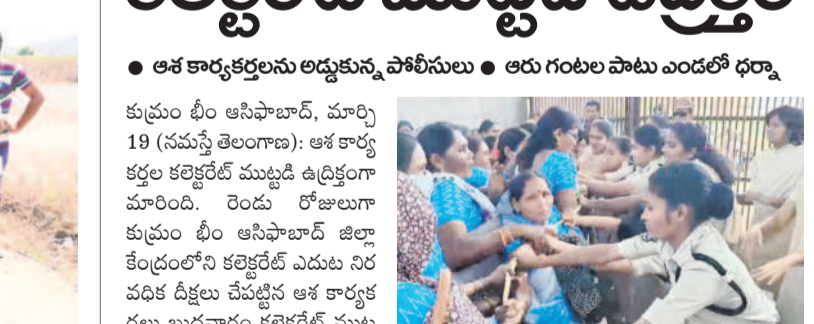 ● ఆశ కార్యకర్తలను అడ్డుకున్న పోలీసులు ● ఆరు గంటల పాటు ఎండలో ధర్నా
కుమ్రం భీం ఆసిఫాబాద్, మార్చి
19 (నమస్తే తెలంగాణ): ఆశ కార్య
కర్తల కలెక్టరేట్ ముట్టడి ఉద్రిక్తంగా
మారింది. రెండు రోజులుగా
కుమ్రం భీం ఆసిఫాబాద్ జిల్లా
కేంద్రంలోని కలెక్టరేట్ ఎదుట నిర
వధిక దీక్షలు చేపట్టిన ఆశ కార్యక